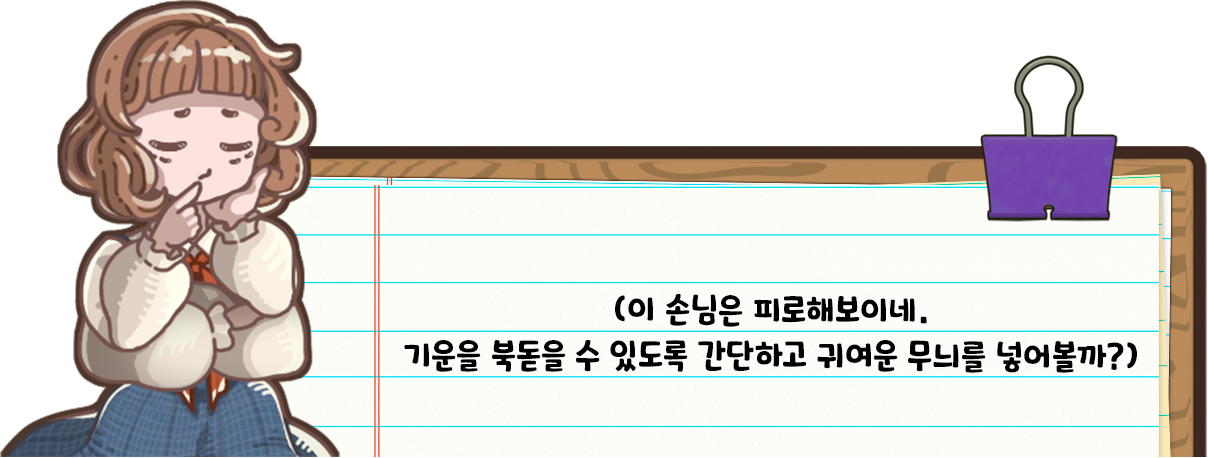 (이 손님은 피로해보이네.
기운을 북돋을 수 있도록 간단하고 귀여운 무늬를 넣어볼까?)